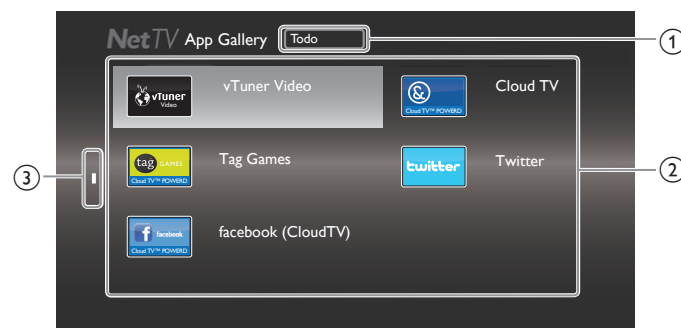 NetTV App Gallery Todo
1
vTuner Video
vTuner Video
&
Cloud TV™ POWERD
Cloud TV
tag GAMES
Cloud TV™ POWERD
Tag Games
twitter
Twitter
2
3
f facebook
Cloud TV™ POWERD
facebook (CloudTV)